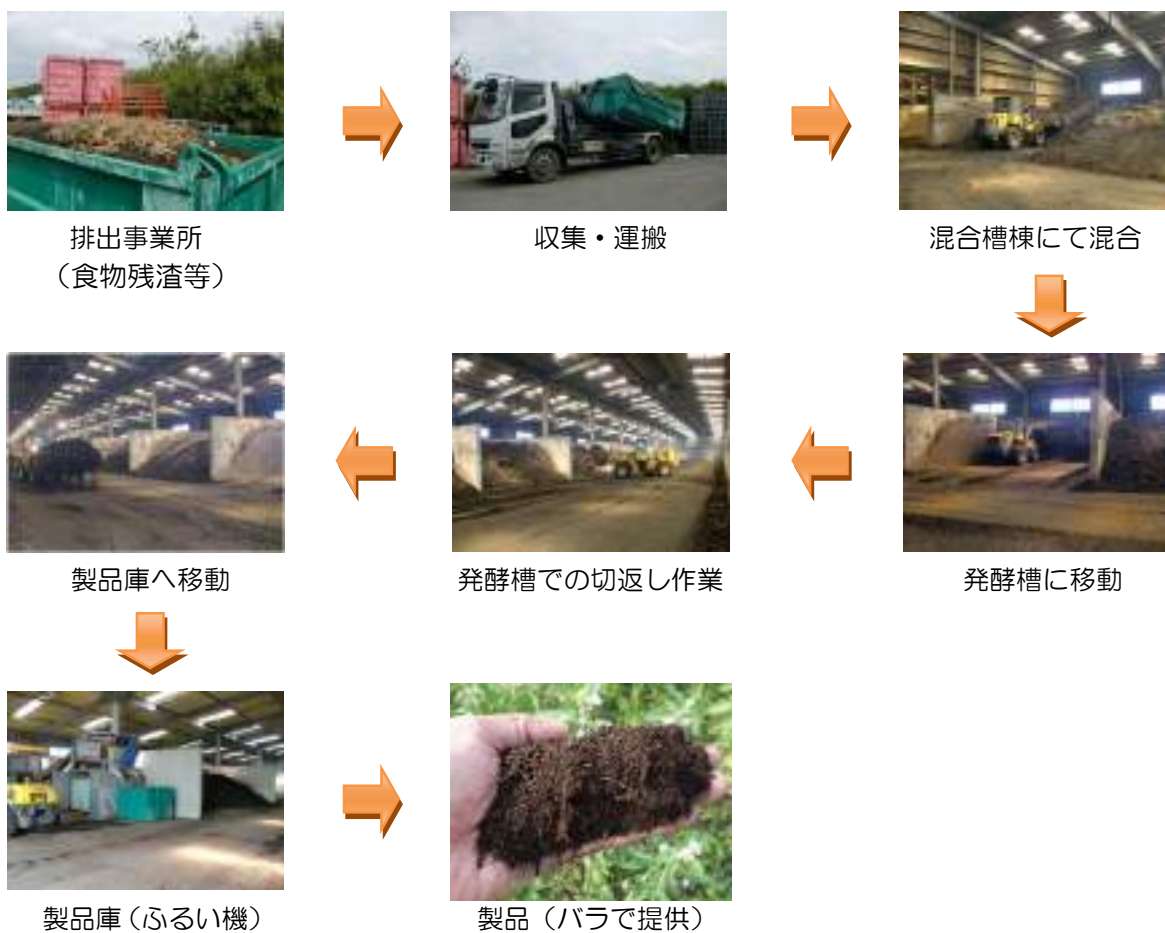 排出事業所
（食物残渣等）
収集・運搬
混合槽棟にて混合
発酵槽に移動
発酵槽での切返し作業
製品庫へ移動
製品庫（ふるい機）
製品（バラで提供）